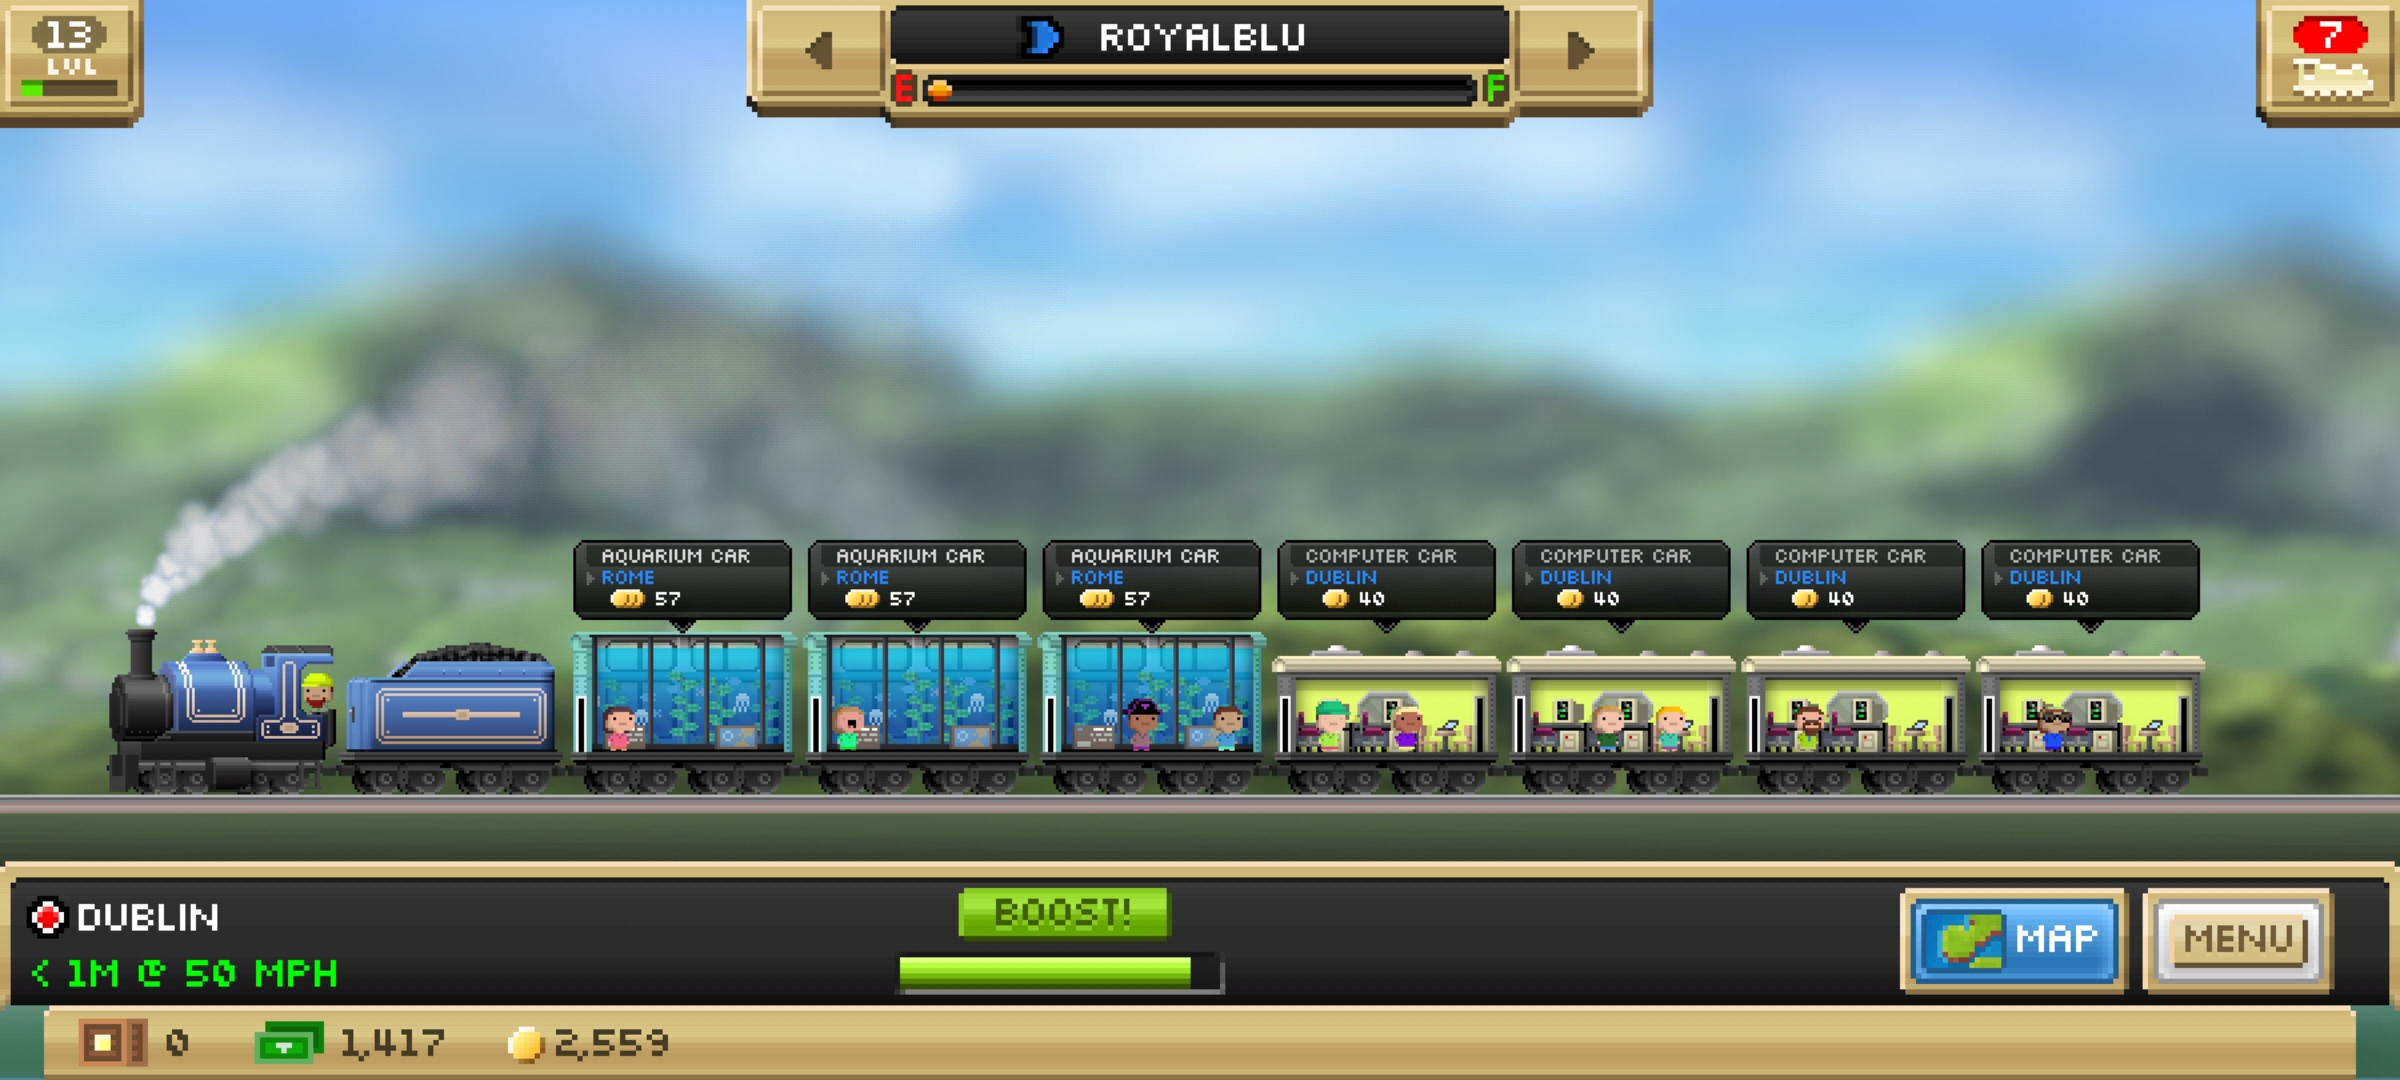 13
LVL
ROYALBLU
E
F
7
AQUARIUM CAR
ROME
57
AQUARIUM CAR
ROME
57
AQUARIUM CAR
ROME
57
COMPUTER CAR
DUBLIN
40
COMPUTER CAR
DUBLIN
40
COMPUTER CAR
DUBLIN
40
COMPUTER CAR
DUBLIN
40
DUBLIN
< 1M @ 50 MPH
BOOST!
MAP
MENU
0
1,417
2,559